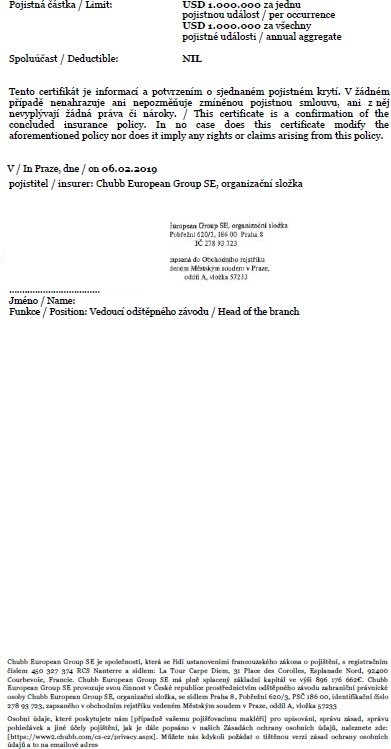 Pojistná částka / Limit: USD 1.000.000 za jednu
pojistnou událost / per occurrence
USD 1.000.000 za všechny
pojistné události / annual aggregate
Spoluúčast / Deductible: NIL
Tento certifikát je informací a potvrzením o sjednaném pojistném krytí. V žádném
případě nenahrazuje ani nepozměňuje zmíněnou pojistnou smlouvu, ani z něj
nevyplývají žádná práva či nároky. / This certificate is a confirmation of the
concluded insurance policy. In no case does this certificate modify the
aforementioned policy nor does it imply any rights or claims arising from this policy.
V / In Praze, dne / on 06.02.2019
pojistitel / insurer: Chubb European Group SE, organizační složka
European Group SE, organizační složka
Pobřežní 620/3, 186 00 Praha 8
IČ 278 93 723
zapsaná do Obchodního rejstříku
deném Městským soudem v Praze,
oddíl A, vložka 57233
...................................
Jméno / Name:
Funkce / Position: Vedoucí odštěpného závodu / Head of the branch
Chubb European Group SE je společností, která se řídí ustanoveními francouzského zákona o pojištění, s registračním
číslem 450 327 374 RCS Nanterre a sídlem: La Tour Carpe Diem, 31 Place des Corolles, Esplanade Nord, 92400
Courbevoie, Francie. Chubb European Group SE má plně splacený základní kapitál ve výši 896 176 662€. Chubb
European Group SE provozuje svou činnost v České republice prostřednictvím odštěpného závodu zahraniční právnické
osoby Chubb European Group SE, organizační složka, se sídlem Praha 8, Pobřežní 620/3, PSČ 186 00, identifikační číslo
278 93 723, zapsaného v obchodním rejstříku vedeném Městským soudem v Praze, oddíl A, vložka 57233
Osobní údaje, které poskytujete nám [případně vašemu pojišťovacímu makléři] pro upisování, správu zásad, správu
pohledávek a jiné účely pojištění, jak je dále popsáno v našich Zásadách ochrany osobních údajů, naleznete zde:
[https://www2.chubb.com/cz-cz/privacy.aspx]. Můžete nás kdykoli požádat o tištěnou verzi zásad ochrany osobních
údajů a to na emailové adres